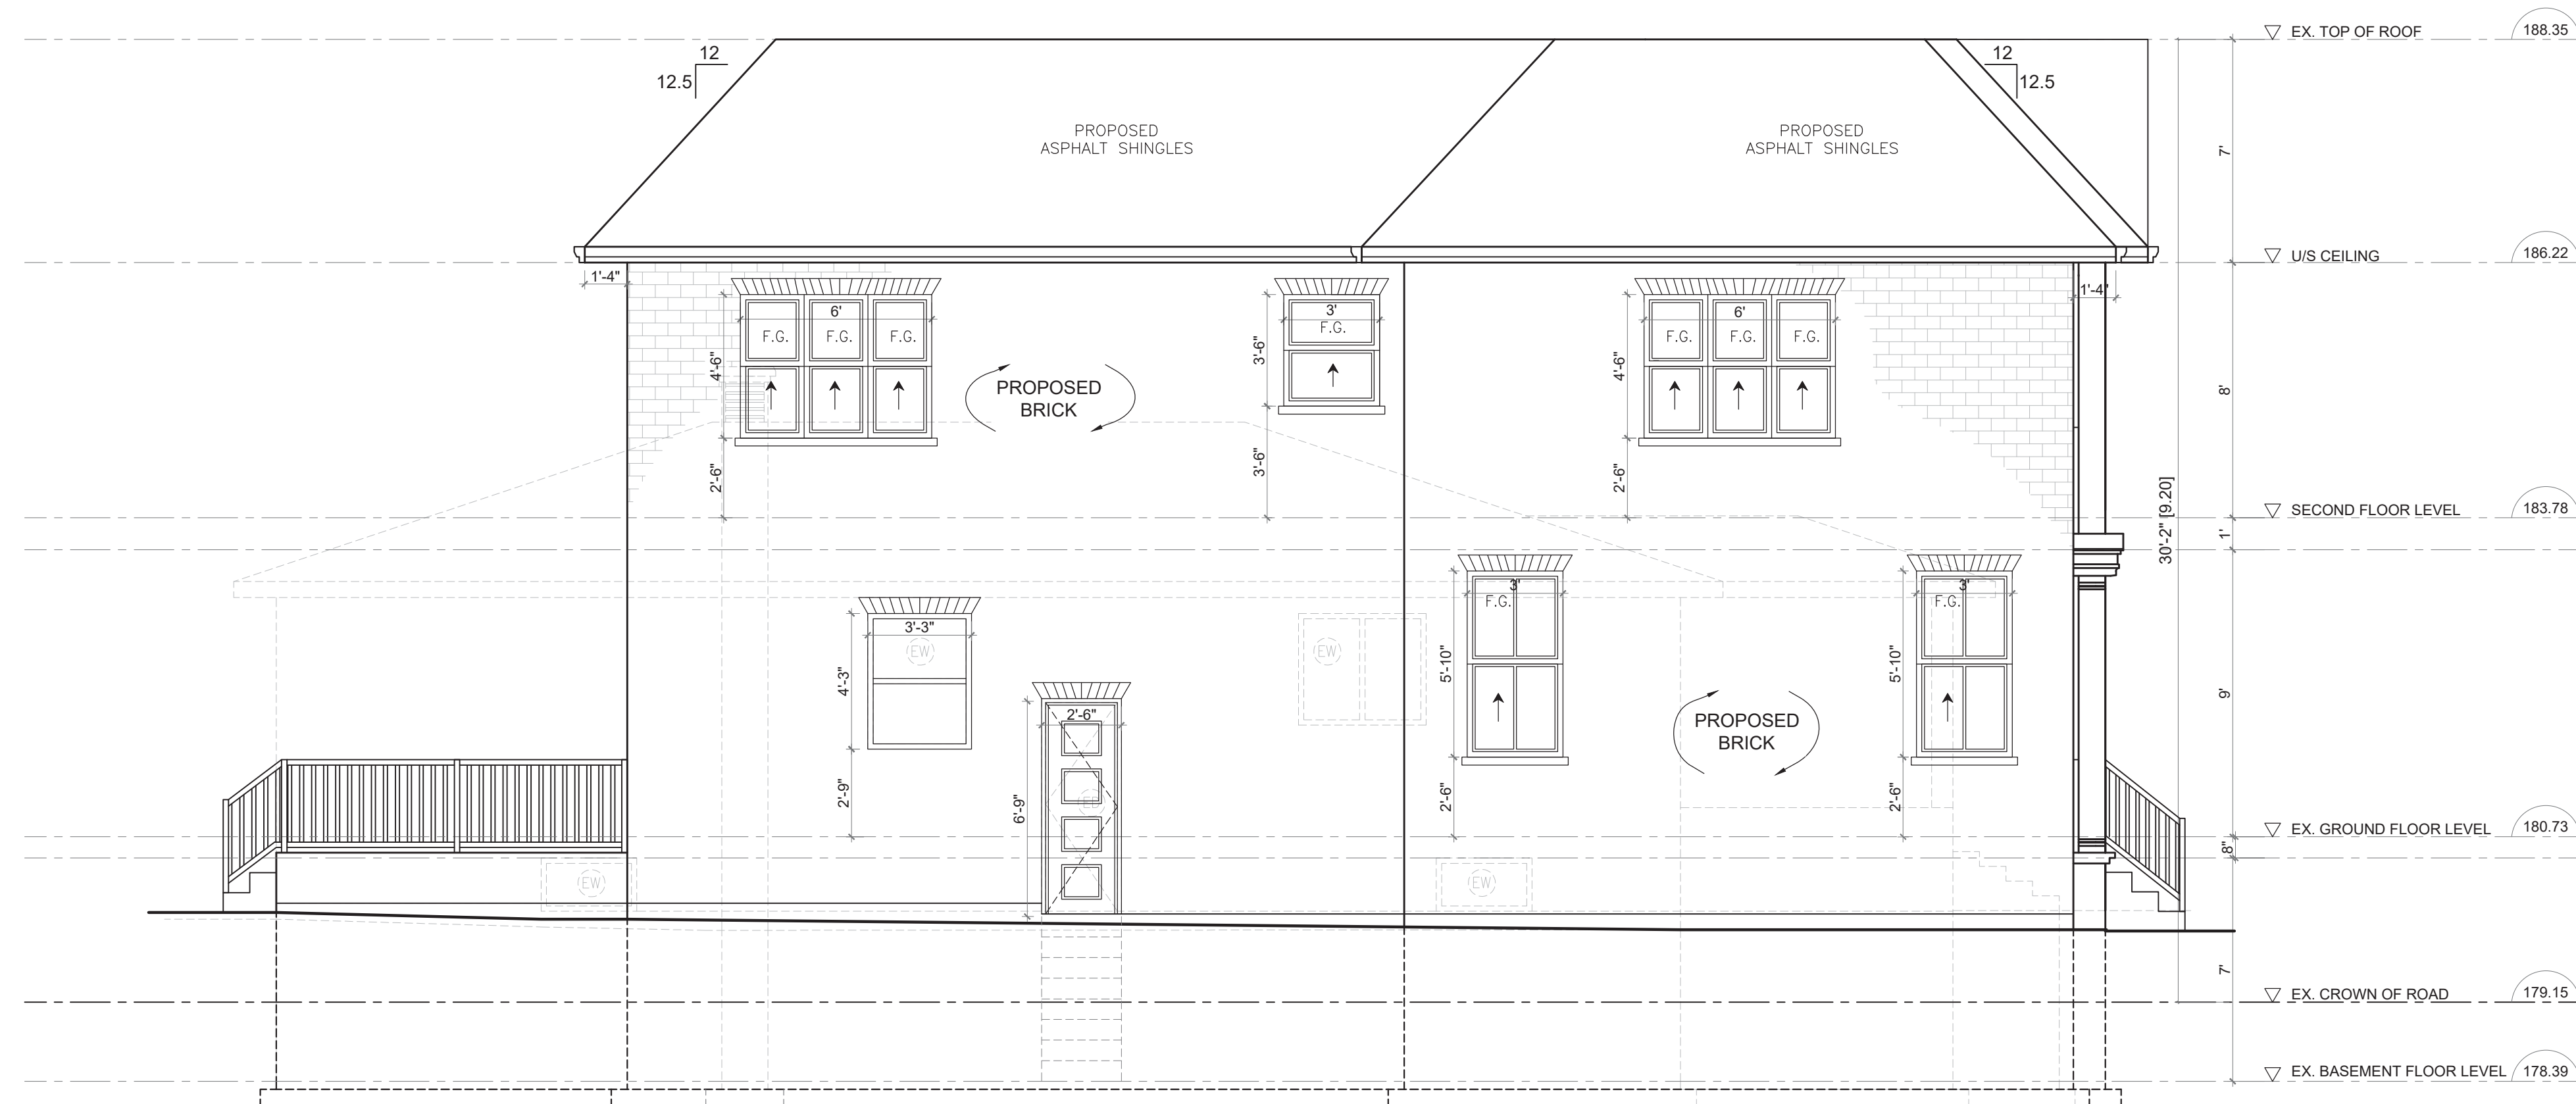 EX. TOP OF ROOF 188.35
12
12.5
12
12.5
PROPOSED
ASPHALT SHINGLES
PROPOSED
ASPHALT SHINGLES
7'
U/S CEILING 186.22
1'-4"
1'-4"
6'
F.G. F.G. F.G.
4'-6"
2'-6"
PROPOSED
BRICK
3'
F.G.
3'-6"
3'-6"
6'
F.G. F.G. F.G.
4'-6"
2'-6"
8'
SECOND FLOOR LEVEL 183.78
1'
30'-2" [9.20]
3'-3"
EW
4'-3"
2'-9"
2'-6"
6'-9"
ED
EW
3'
F.G.
5'-10"
2'-6"
PROPOSED
BRICK
3'
F.G.
5'-10"
2'-6"
9'
EX. GROUND FLOOR LEVEL 180.73
8"
EW
EW
7'
EX. CROWN OF ROAD 179.15
EX. BASEMENT FLOOR LEVEL 178.39